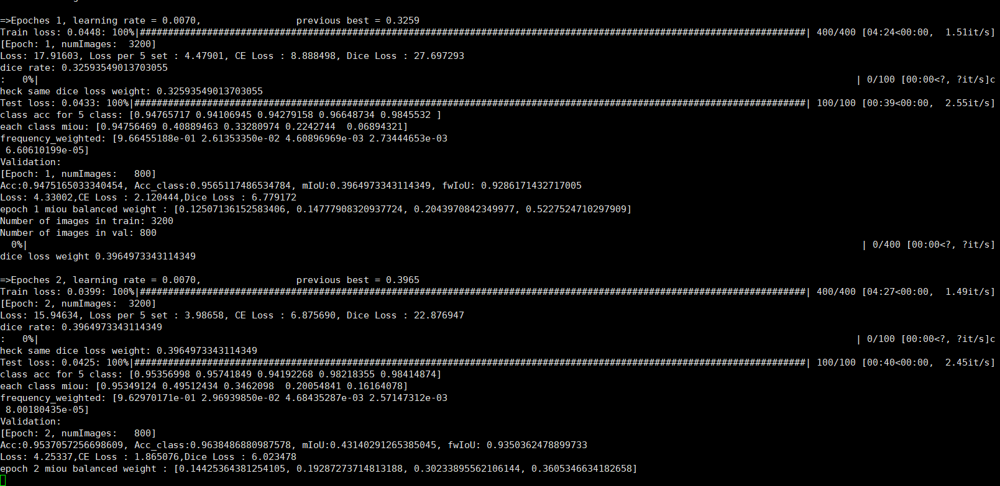 =>Epoches 1, learning rate = 0.0070,                 previous best = 0.3259
Train loss: 0.0448: 100%|#######################################################################################################################| 400/400 [04:24<00:00,  1.51it/s]
[Epoch: 1, numImages:  3200]
Loss: 17.91603, Loss per 5 set : 4.47901, CE Loss : 8.888498, Dice Loss : 27.697293
dice rate: 0.32593549013703055
:   0%|                                                                                                                                                   | 0/100 [00:00<?, ?it/s]c
heck same dice loss weight: 0.32593549013703055
Test loss: 0.0433: 100%|########################################################################################################################| 100/100 [00:39<00:00,  2.55it/s]
class acc for 5 class: [0.94765717 0.94106945 0.94279158 0.96648734 0.9845532 ]
each class miou: [0.94756469 0.40889463 0.33280974 0.2242744  0.06894321]
frequency_weighted: [9.66455188e-01 2.61353350e-02 4.60896969e-03 2.73444653e-03
 6.60610199e-05]
Validation:
[Epoch: 1, numImages:   800]
Acc:0.9475165033340454, Acc_class:0.9565117486534784, mIoU:0.3964973343114349, fwIoU: 0.9286171432717005
Loss: 4.33002,CE Loss : 2.120444,Dice Loss : 6.779172
epoch 1 miou balanced weight : [0.12507136152583406, 0.14777908320937724, 0.2043970842349977, 0.5227524710297909]
Number of images in train: 3200
Number of images in val: 800
  0%|                                                                                                                                                     | 0/400 [00:00<?, ?it/s]
dice loss weight 0.3964973343114349
=>Epoches 2, learning rate = 0.0070,                 previous best = 0.3965
Train loss: 0.0399: 100%|#######################################################################################################################| 400/400 [04:27<00:00,  1.49it/s]
[Epoch: 2, numImages:  3200]
Loss: 15.94634, Loss per 5 set : 3.98658, CE Loss : 6.875690, Dice Loss : 22.876947
dice rate: 0.3964973343114349
:   0%|                                                                                                                                                   | 0/100 [00:00<?, ?it/s]c
heck same dice loss weight: 0.3964973343114349
Test loss: 0.0425: 100%|########################################################################################################################| 100/100 [00:40<00:00,  2.45it/s]
class acc for 5 class: [0.95356998 0.95741849 0.94192268 0.98218355 0.98414874]
each class miou: [0.95349124 0.49512434 0.3462098  0.20054841 0.16164078]
frequency_weighted: [9.62970171e-01 2.96939850e-02 4.68435287e-03 2.57147312e-03
 8.00180435e-05]
Validation:
[Epoch: 2, numImages:   800]
Acc:0.9537057256698609, Acc_class:0.9638486880987578, mIoU:0.43140291265385045, fwIoU: 0.9350362478899733
Loss: 4.25337,CE Loss : 1.865076,Dice Loss : 6.023478
epoch 2 miou balanced weight : [0.14425364381254105, 0.19287273714813188, 0.30233895562106144, 0.3605346634182658]